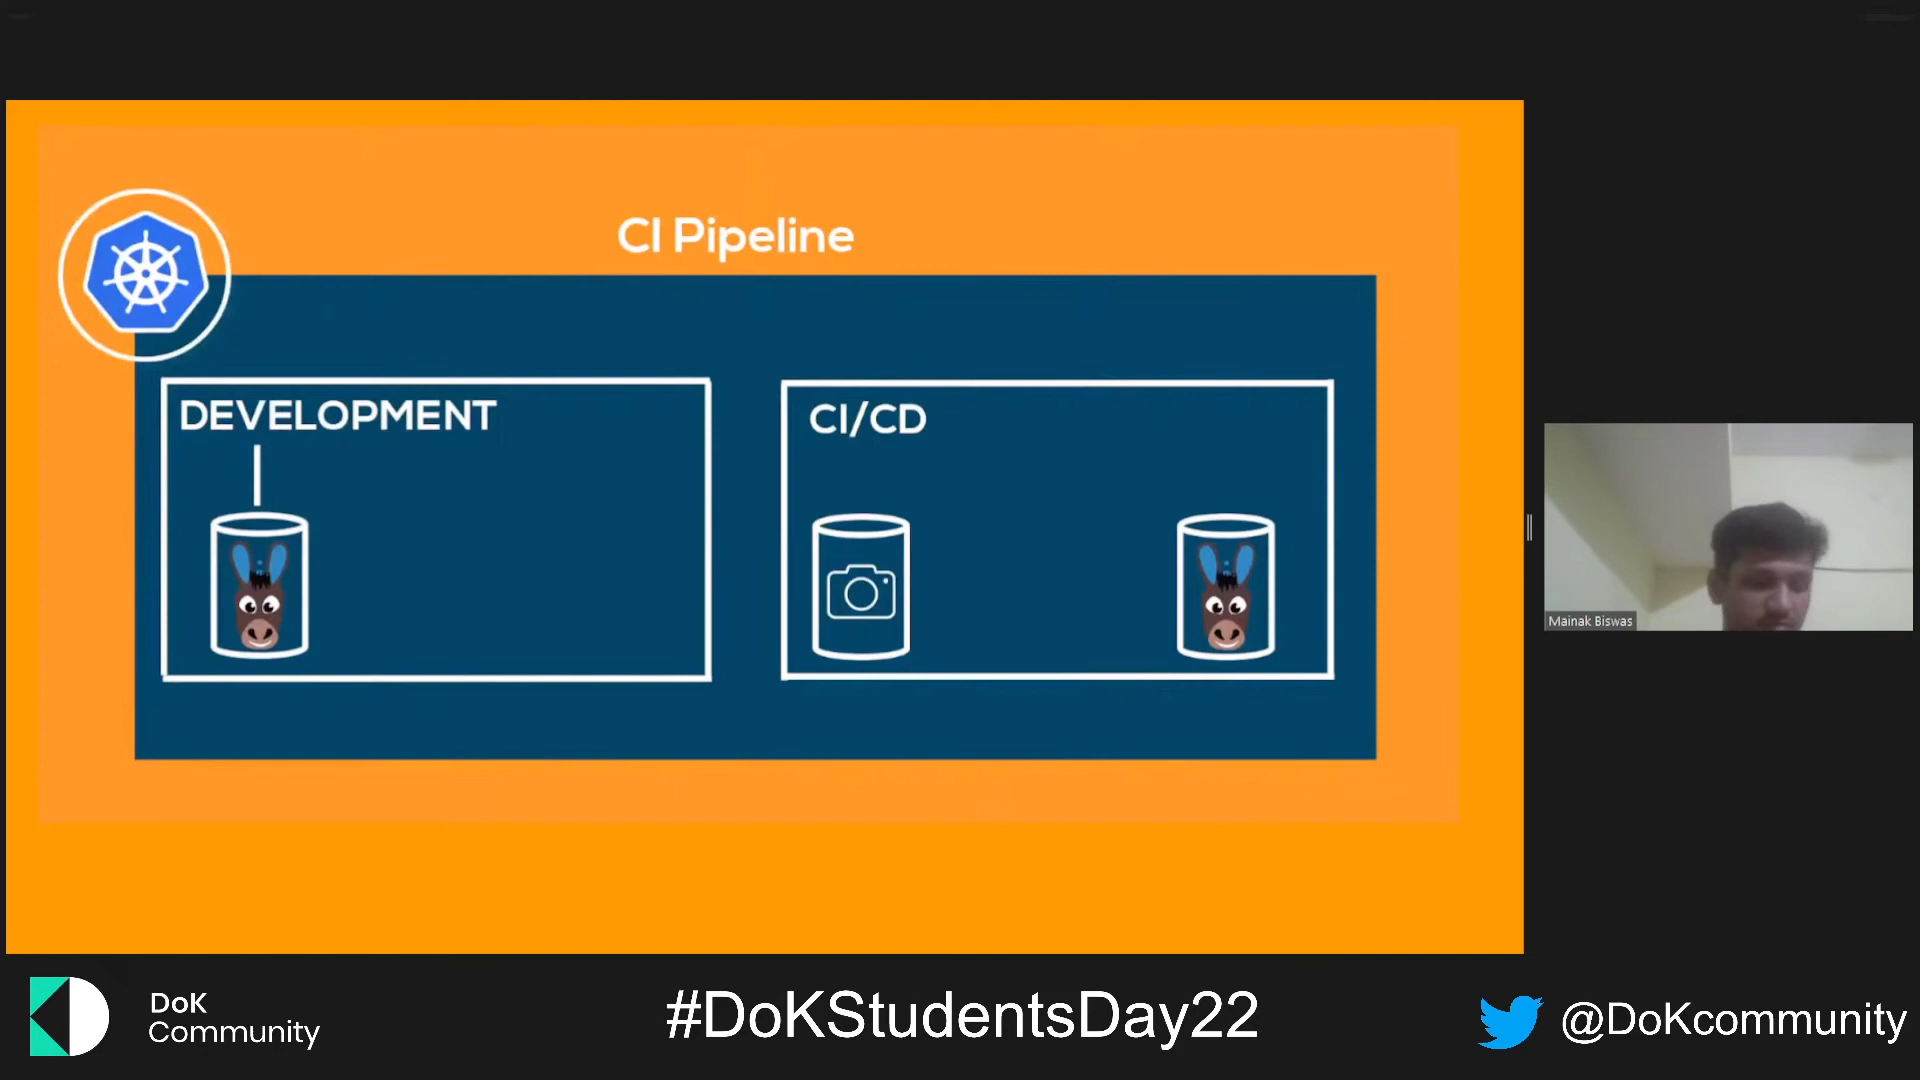 CI Pipeline
DEVELOPMENT
CI/CD
Mainak Biswas
DoK
Community
#DoKStudentsDay22
@DoKcommunity